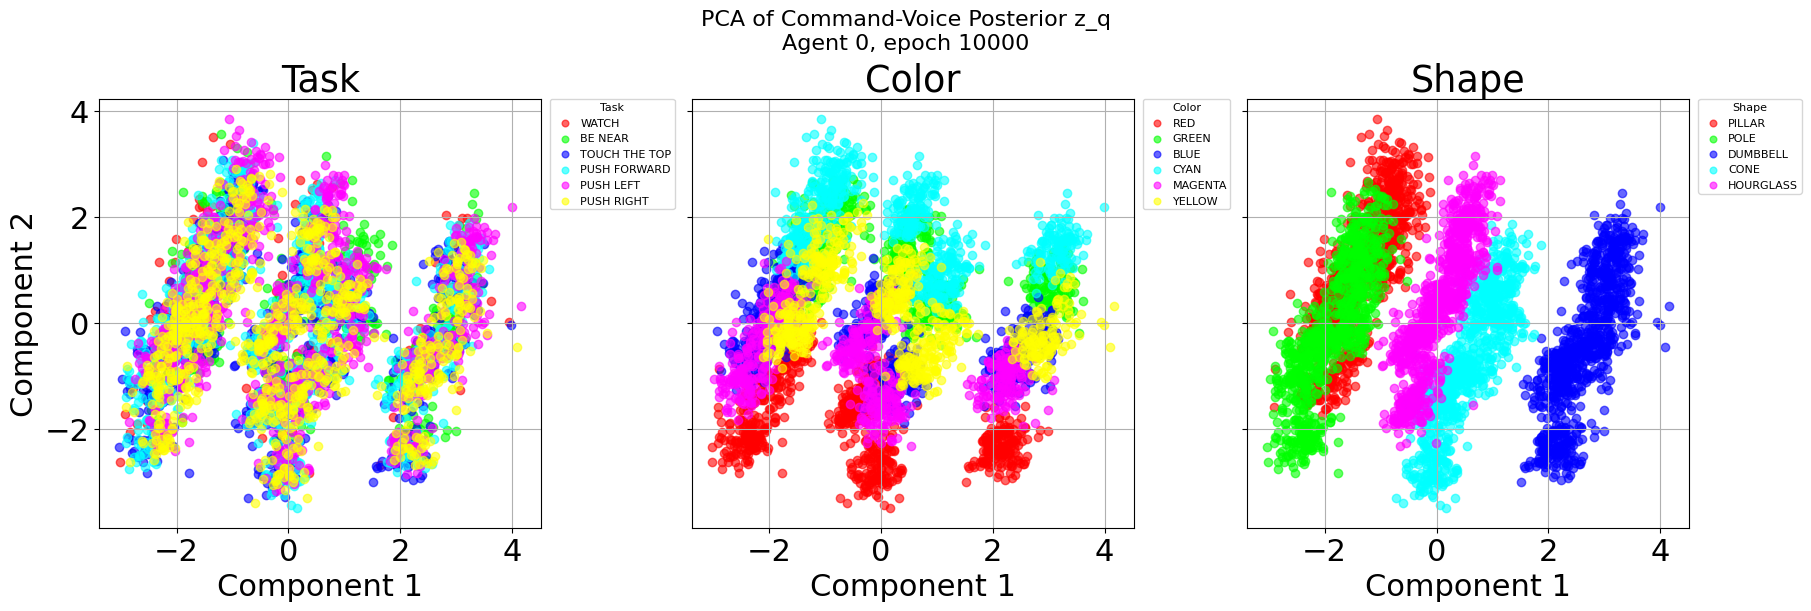 PCA of Command-Voice Posterior z_q
Agent 0, epoch 10000
Task
Color
Shape
Component 2
4
2
0
−2
−2 0 2 4
Component 1
Task
WATCH
BE NEAR
TOUCH THE TOP
PUSH FORWARD
PUSH LEFT
PUSH RIGHT
−2 0 2 4
Component 1
Color
RED
GREEN
BLUE
CYAN
MAGENTA
YELLOW
−2 0 2 4
Component 1
Shape
PILLAR
POLE
DUMBBELL
CONE
HOURGLASS